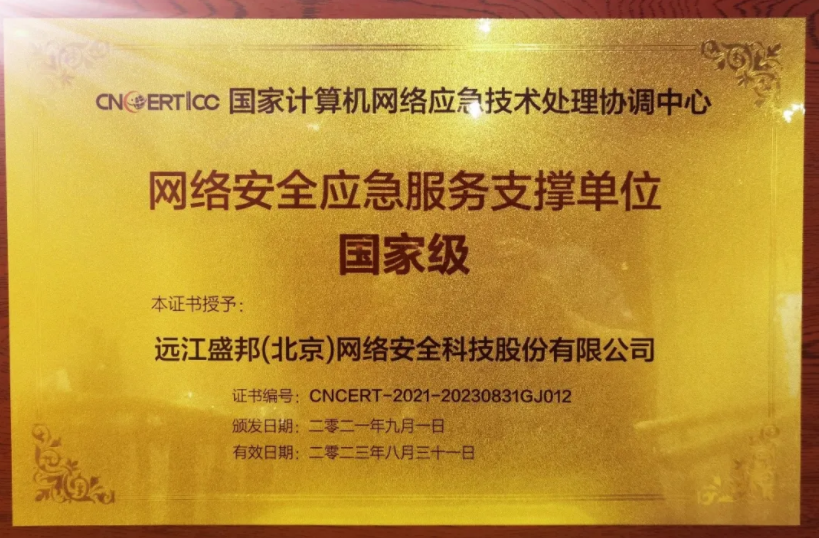 CNCERT/CC 国家计算机网络应急技术处理协调中心
网络安全应急服务支撑单位
国家级
本证书授予：
远江盛邦(北京)网络安全科技股份有限公司
证书编号：CNCERT-2021-20230831GJ012
颁发日期：二零二一年九月一日
有效日期：二零二三年八月三十一日